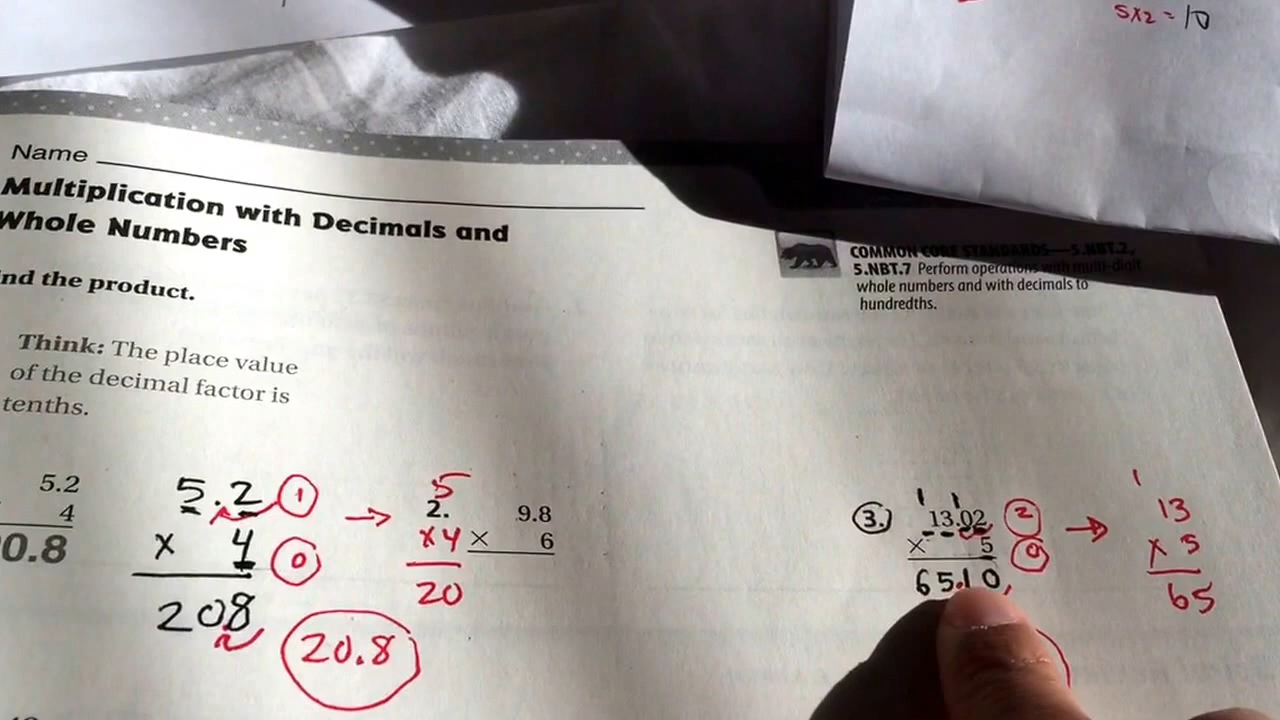 5x2 = 10
Name
Multiplication with Decimals and
Whole Numbers
COMMON CORE STANDARDS—5.NBT.2,
5.NBT.7 Perform operations with multi-digit
whole numbers and with decimals to
hundredths.
nd the product.
Think: The place value
of the decimal factor is
tenths.
5.2
4
0.8
5.2 1
x 4 0
208
20.8
→
5
2.
x4
20
9.8
× 6
3.
1 1
13.02 2
× 5 0
65.10
→
1
13
x 5
65